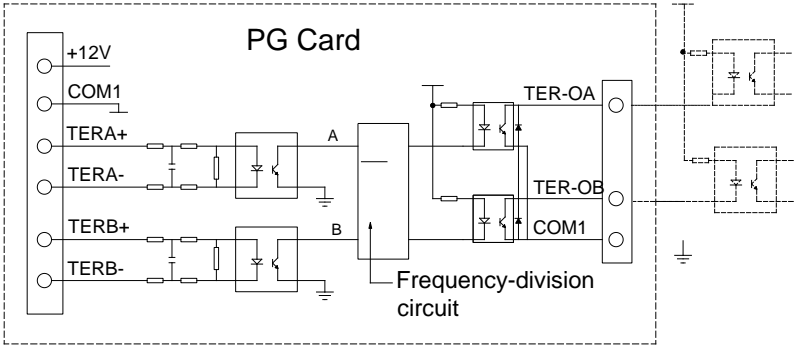 PG Card
+12V
COM1
TERA+
TERA-
TERB+
TERB-
A
B
TER-OA
TER-OB
COM1
Frequency-division
circuit